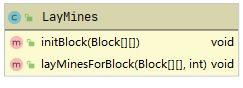 C LayMines
m initBlock(Block[][]) void
m layMinesForBlock(Block[][], int) void